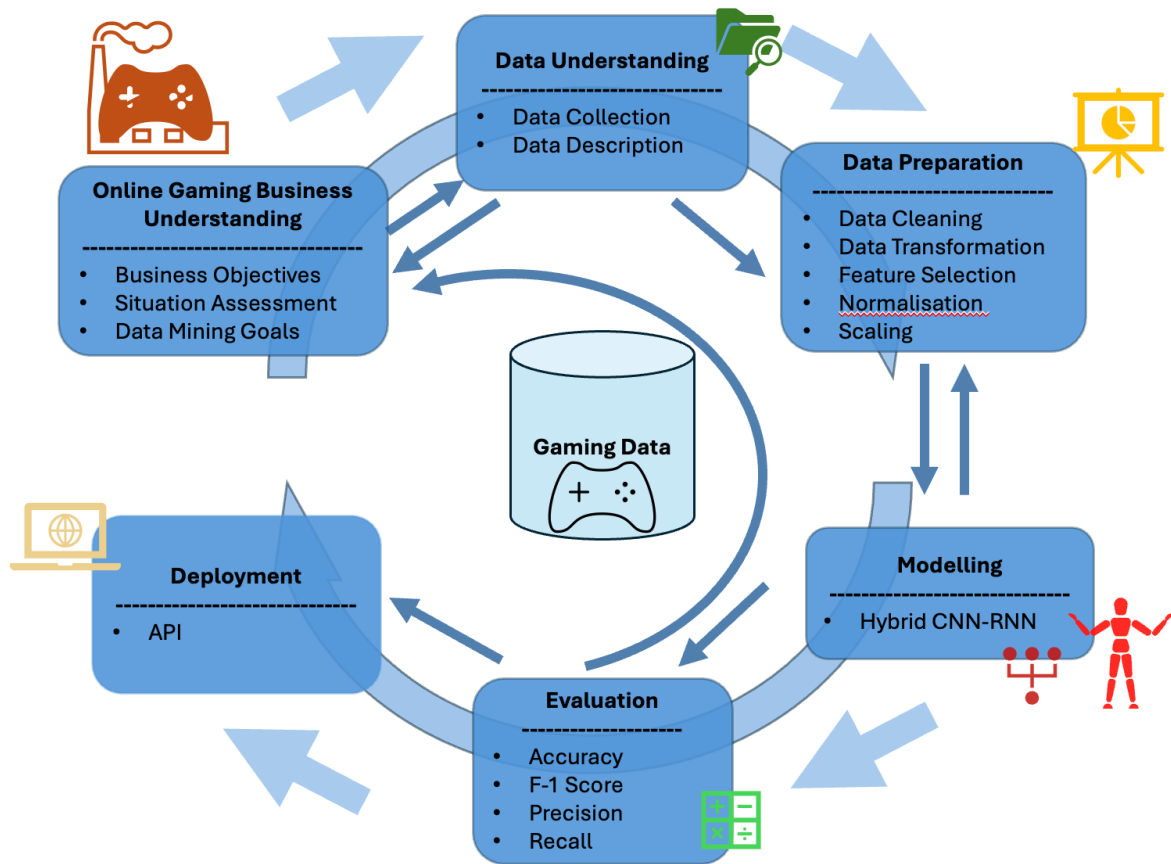 Online Gaming Business
Understanding
-----------------------------------
• Business Objectives
• Situation Assessment
• Data Mining Goals
Data Understanding
------------------------------
• Data Collection
• Data Description
Data Preparation
------------------------------
• Data Cleaning
• Data Transformation
• Feature Selection
• Normalisation
• Scaling
Gaming Data
Modelling
------------------------------
• Hybrid CNN-RNN
Evaluation
--------------------
• Accuracy
• F-1 Score
• Precision
• Recall
Deployment
------------------------------
• API